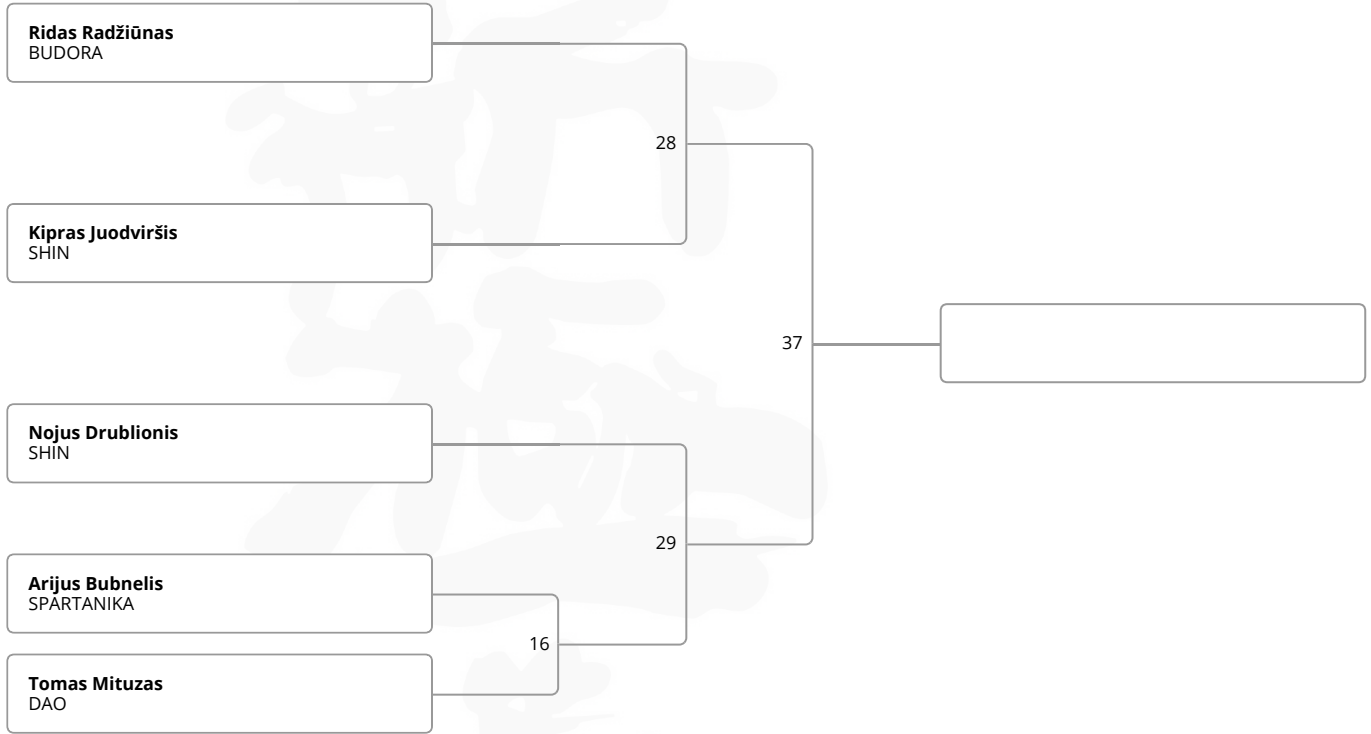 Ridas Radžiūnas
BUDORA
28
Kipras Juodviršis
SHIN
37
Nojus Drublionis
SHIN
29
Arijus Bubnelis
SPARTANIKA
16
Tomas Mituzas
DAO